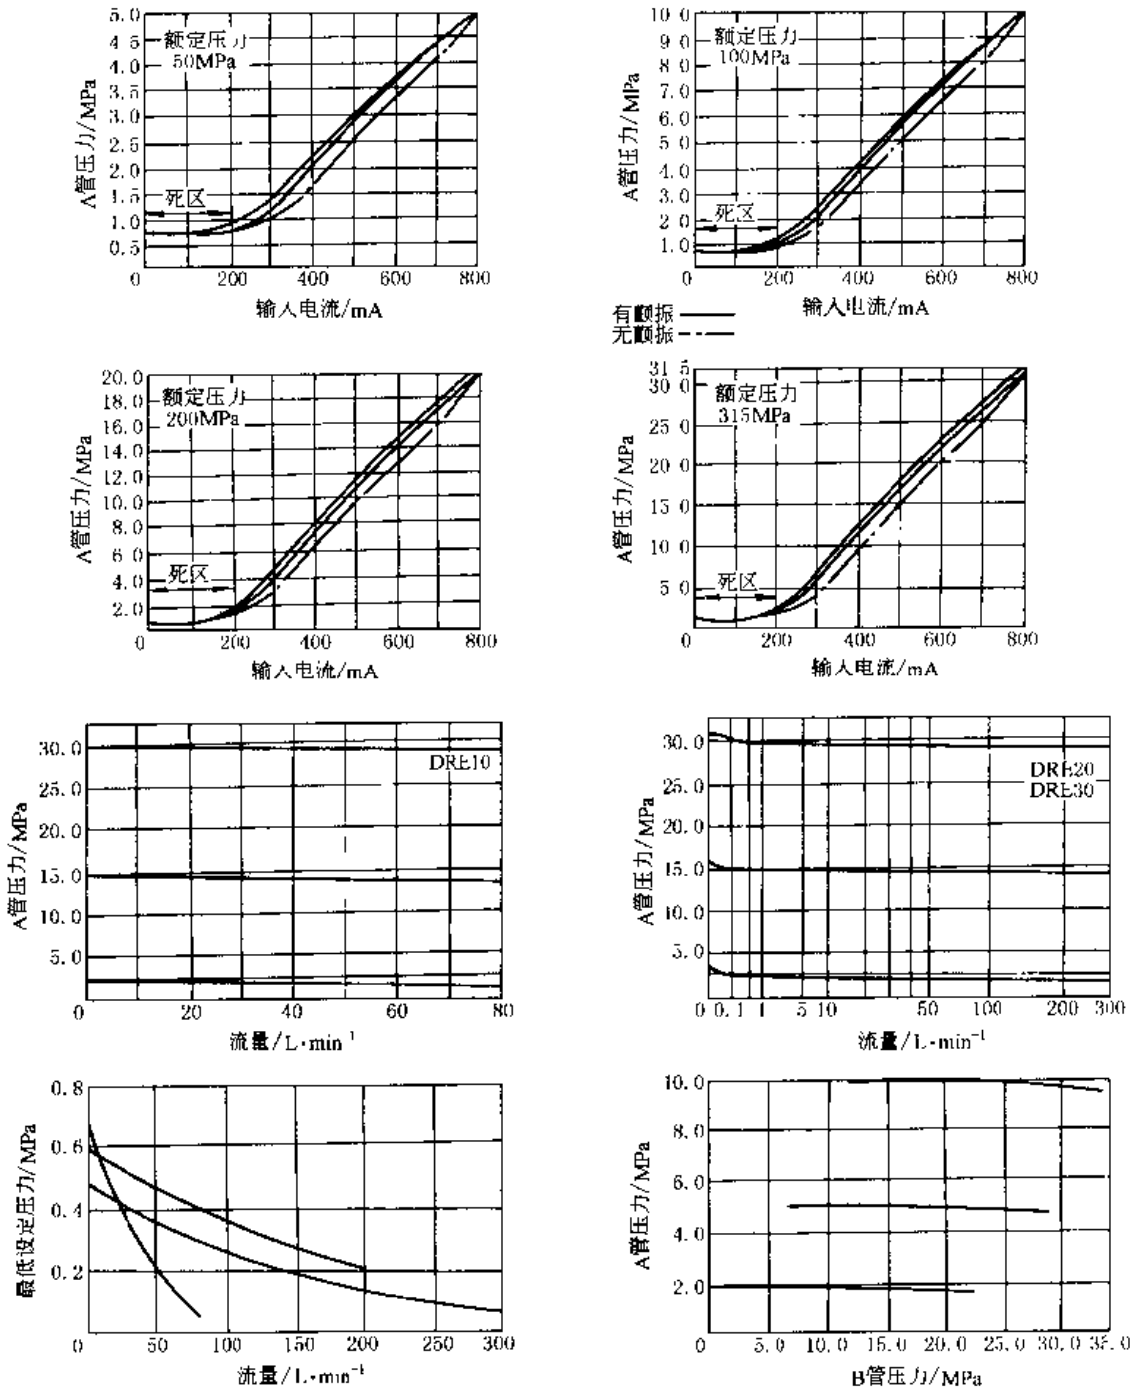 5.0
4.5
4.0
3.5
3.0
2.5
2.0
1.5
1.0
0.5
A管压力/MPa
额定压力
50MPa
死区
0 200 400 600 800
输入电流/mA
10.0
9.0
8.0
7.0
6.0
5.0
4.0
3.0
2.0
1.0
A管压力/MPa
额定压力
100MPa
死区
0 200 400 600 800
输入电流/mA
有颤振
无颤振
20.0
18.0
16.0
14.0
12.0
10.0
8.0
6.0
4.0
2.0
A管压力/MPa
额定压力
200MPa
死区
0 200 400 600 800
输入电流/mA
31.5
30.0
25.0
20.0
15.0
10.0
5.0
A管压力/MPa
额定压力
315MPa
死区
0 200 400 600 800
输入电流/mA
30.0
25.0
20.0
15.0
10.0
5.0
A管压力/MPa
DRE10
0 20 40 60 80
流量/L·min⁻¹
30.0
25.0
20.0
15.0
10.0
5.0
A管压力/MPa
DRE20
DRE30
0 0.1 1 5 10 50 100 200 300
流量/L·min⁻¹
0.8
0.6
0.4
0.2
最低设定压力/MPa
0 50 100 150 200 250 300
流量/L·min⁻¹
10.0
8.0
6.0
4.0
2.0
A管压力/MPa
0 5.0 10.0 15.0 20.0 25.0 30.0 35.0
B管压力/MPa